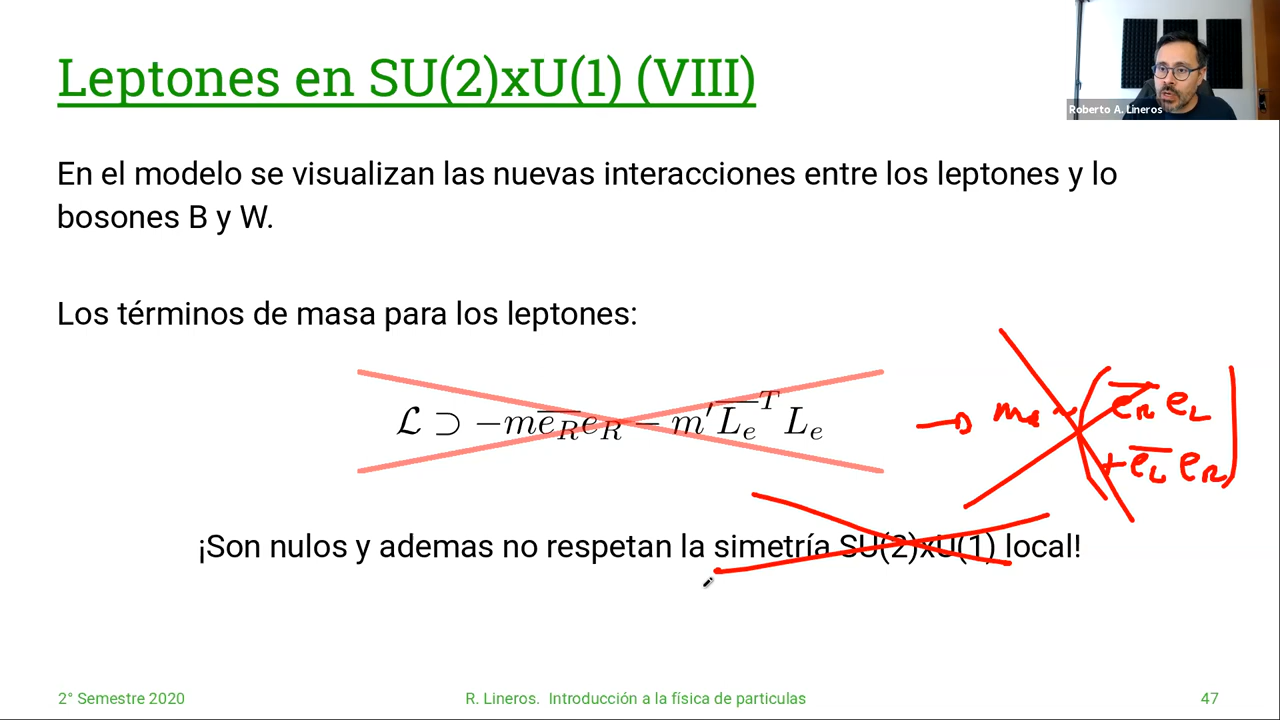 Leptones en SU(2)xU(1) (VIII)
Roberto A. Lineros
En el modelo se visualizan las nuevas interacciones entre los leptones y lo
bosones B y W.
Los términos de masa para los leptones:
$\mathcal{L} \supset -m\overline{e_R}e_R - m'\overline{L_e}^T L_e$
→ m_e (\overline{e_R} e_L
+ \overline{e_L} e_R)
¡Son nulos y ademas no respetan la simetría SU(2)xU(1) local!
2° Semestre 2020
R. Lineros. Introducción a la física de particulas
47